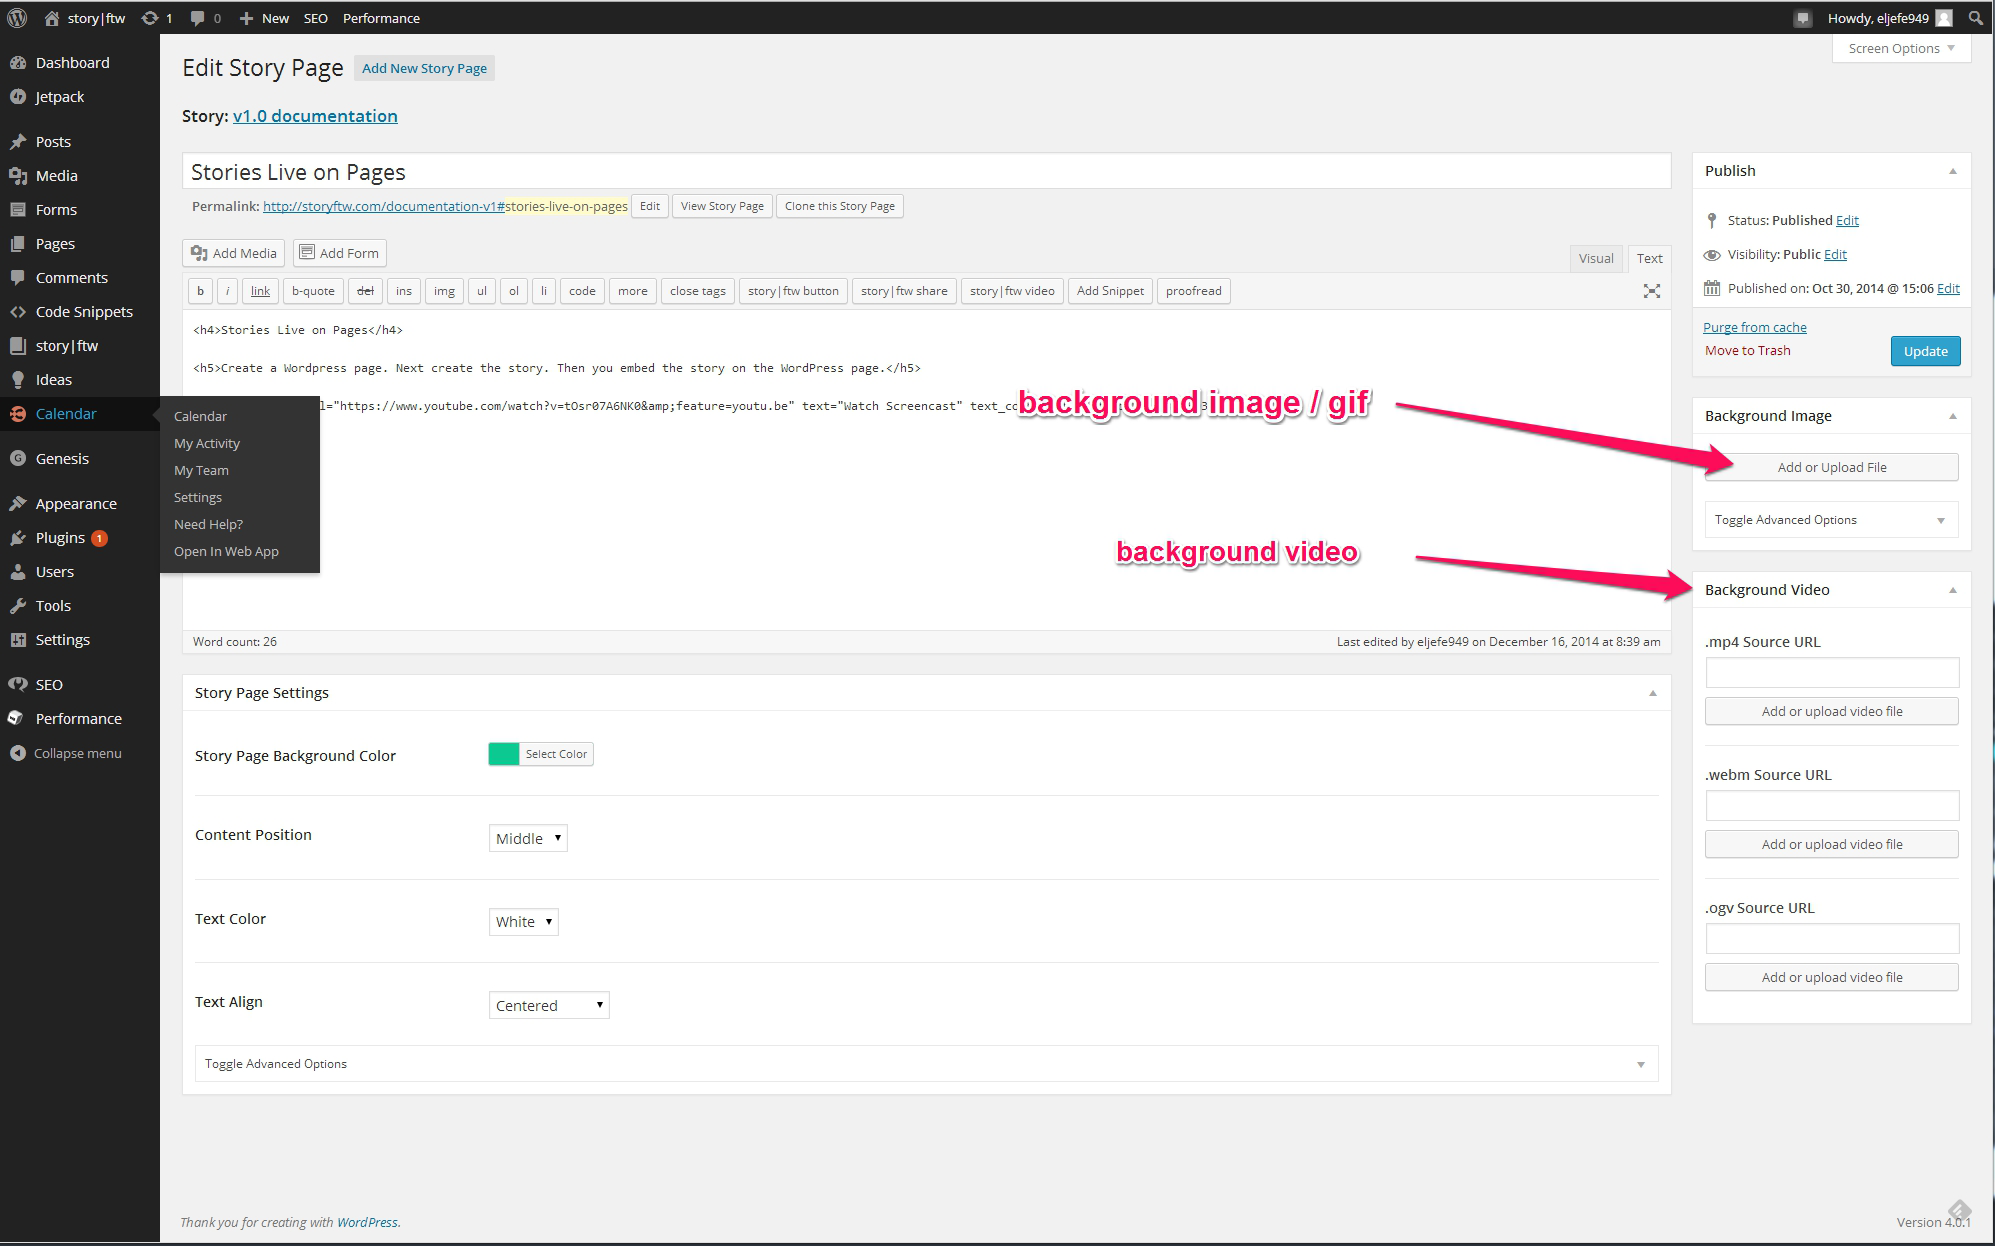 story|ftw 1 0 New SEO Performance
Howdy, eljefe949
Screen Options
Dashboard
Jetpack
Posts
Media
Forms
Pages
Comments
Code Snippets
story|ftw
Ideas
Calendar
Genesis
Appearance
Plugins 1
Users
Tools
Settings
SEO
Performance
Collapse menu
Calendar
My Activity
My Team
Settings
Need Help?
Open In Web App
Edit Story Page Add New Story Page
Story: v1.0 documentation
Stories Live on Pages
Permalink: http://storyftw.com/documentation-v1#stories-live-on-pages Edit View Story Page Clone this Story Page
Add Media Add Form
Visual Text
b i link b-quote del ins img ul ol li code more close tags story|ftw button story|ftw share story|ftw video Add Snippet proofread
<h4>Stories Live on Pages</h4>
<h5>Create a Wordpress page. Next create the story. Then you embed the story on the WordPress page.</h5>
l="https://www.youtube.com/watch?v=tOsr07A6NK0&amp;feature=youtu.be" text="Watch Screencast"
background image / gif
background video
Word count: 26
Last edited by eljefe949 on December 16, 2014 at 8:39 am
Story Page Settings
Story Page Background Color Select Color
Content Position Middle
Text Color White
Text Align Centered
Toggle Advanced Options
Publish
Status: Published Edit
Visibility: Public Edit
Published on: Oct 30, 2014 @ 15:06 Edit
Purge from cache
Move to Trash
Update
Background Image
Add or Upload File
Toggle Advanced Options
Background Video
.mp4 Source URL
Add or upload video file
.webm Source URL
Add or upload video file
.ogv Source URL
Add or upload video file
Thank you for creating with WordPress.
Version 4.0.1